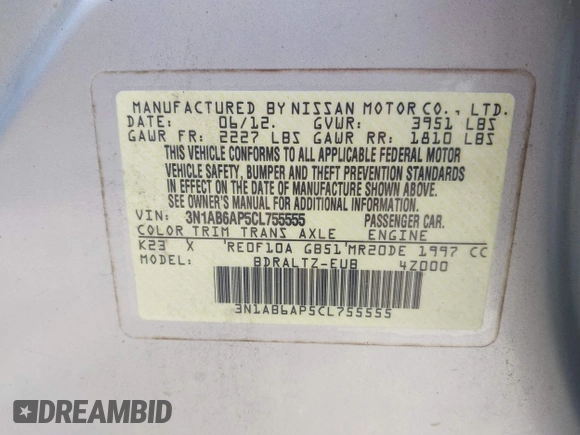 MANUFACTURED BY NISSAN MOTOR CO., LTD.
DATE: 06/12. GVWR: 3951 LBS
GAWR FR: 2227 LBS GAWR RR: 1810 LBS
THIS VEHICLE CONFORMS TO ALL APPLICABLE FEDERAL MOTOR
VEHICLE SAFETY, BUMPER AND THEFT PREVENTION STANDARDS
IN EFFECT ON THE DATE OF MANUFACTURE SHOWN ABOVE.
SEE OWNER'S MANUAL FOR ADDITIONAL INFORMATION.
VIN: 3N1AB6AP5CL755555 PASSENGER CAR.
COLOR TRIM TRANS AXLE ENGINE
K23 X 'RE0F10A GB51'MR20DE 1997 CC
MODEL: BDRALTZ-EUB 4Z000
3N1AB6AP5CL755555
DREAMBID